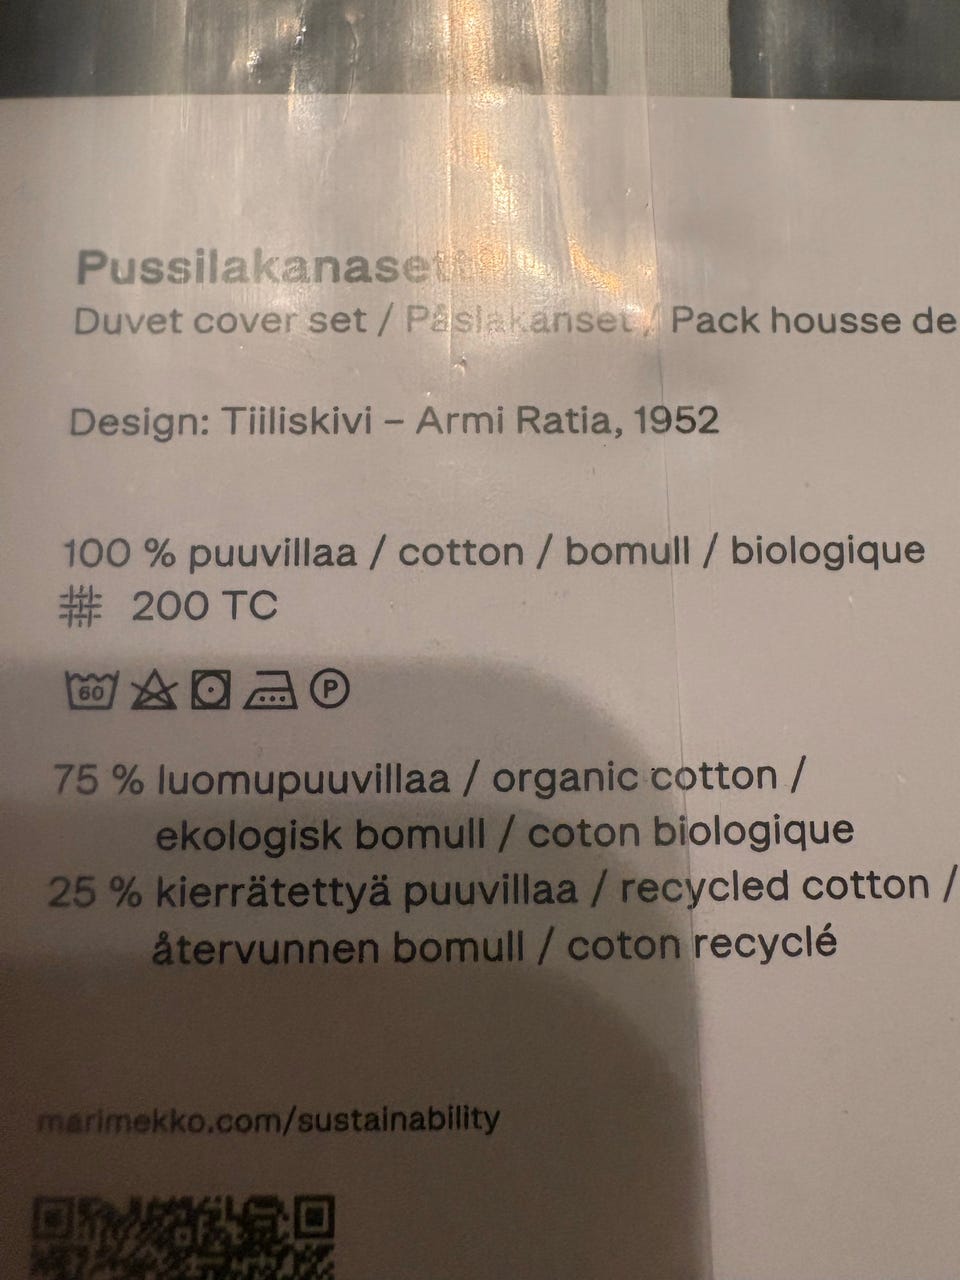 Pussilakanasetti
Duvet cover set / Påslakanset / Pack housse de
Design: Tiiliskivi – Armi Ratia, 1952
100 % puuvillaa / cotton / bomull / biologique
200 TC
60 P
75 % luomupuuvillaa / organic cotton /
ekologisk bomull / coton biologique
25 % kierrätettyä puuvillaa / recycled cotton /
återvunnen bomull / coton recyclé
marimekko.com/sustainability